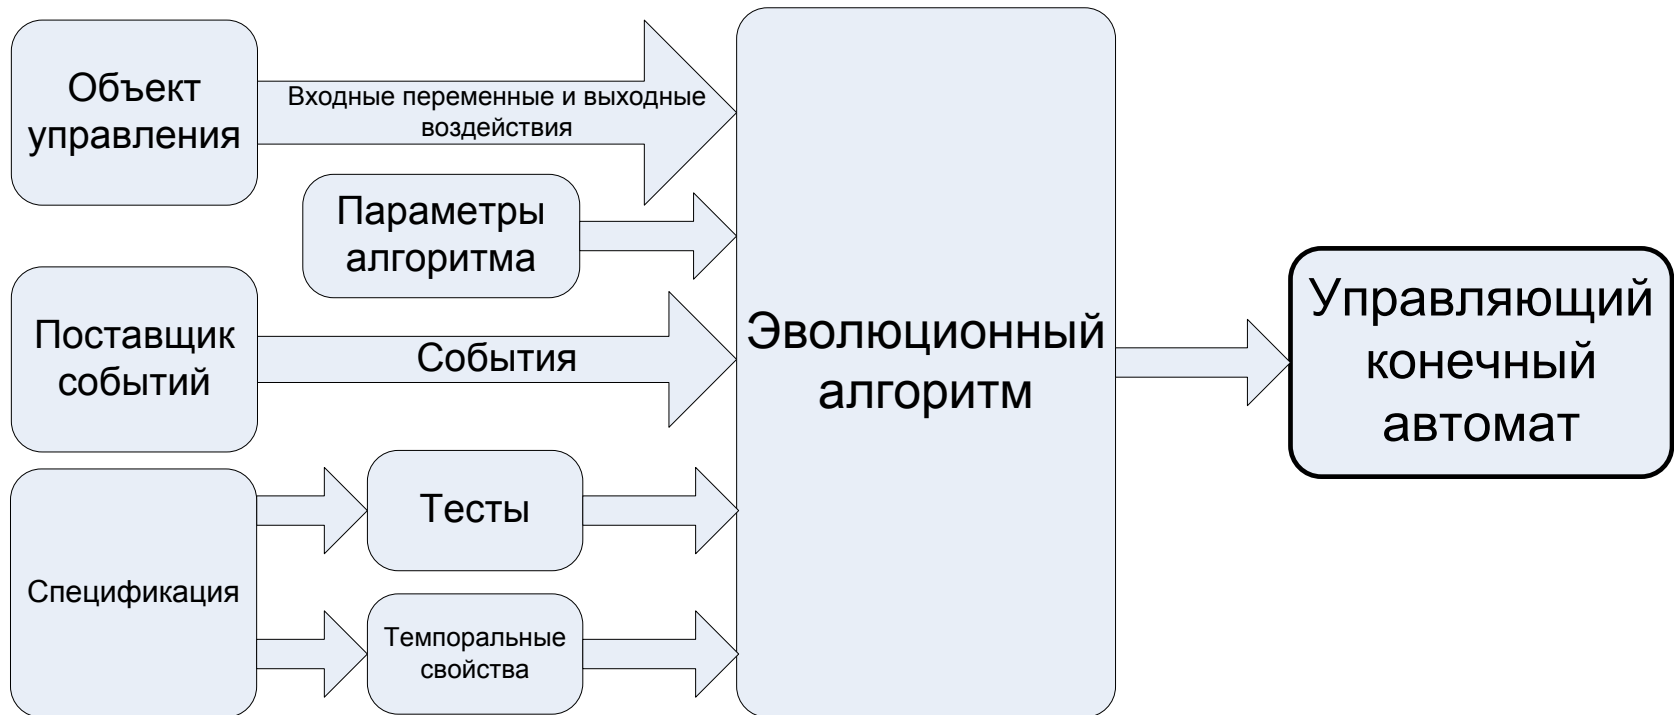 Объект
управления
Входные переменные и выходные
воздействия
Параметры
алгоритма
Поставщик
событий
События
Эволюционный
алгоритм
Управляющий
конечный
автомат
Спецификация
Тесты
Темпоральные
свойства